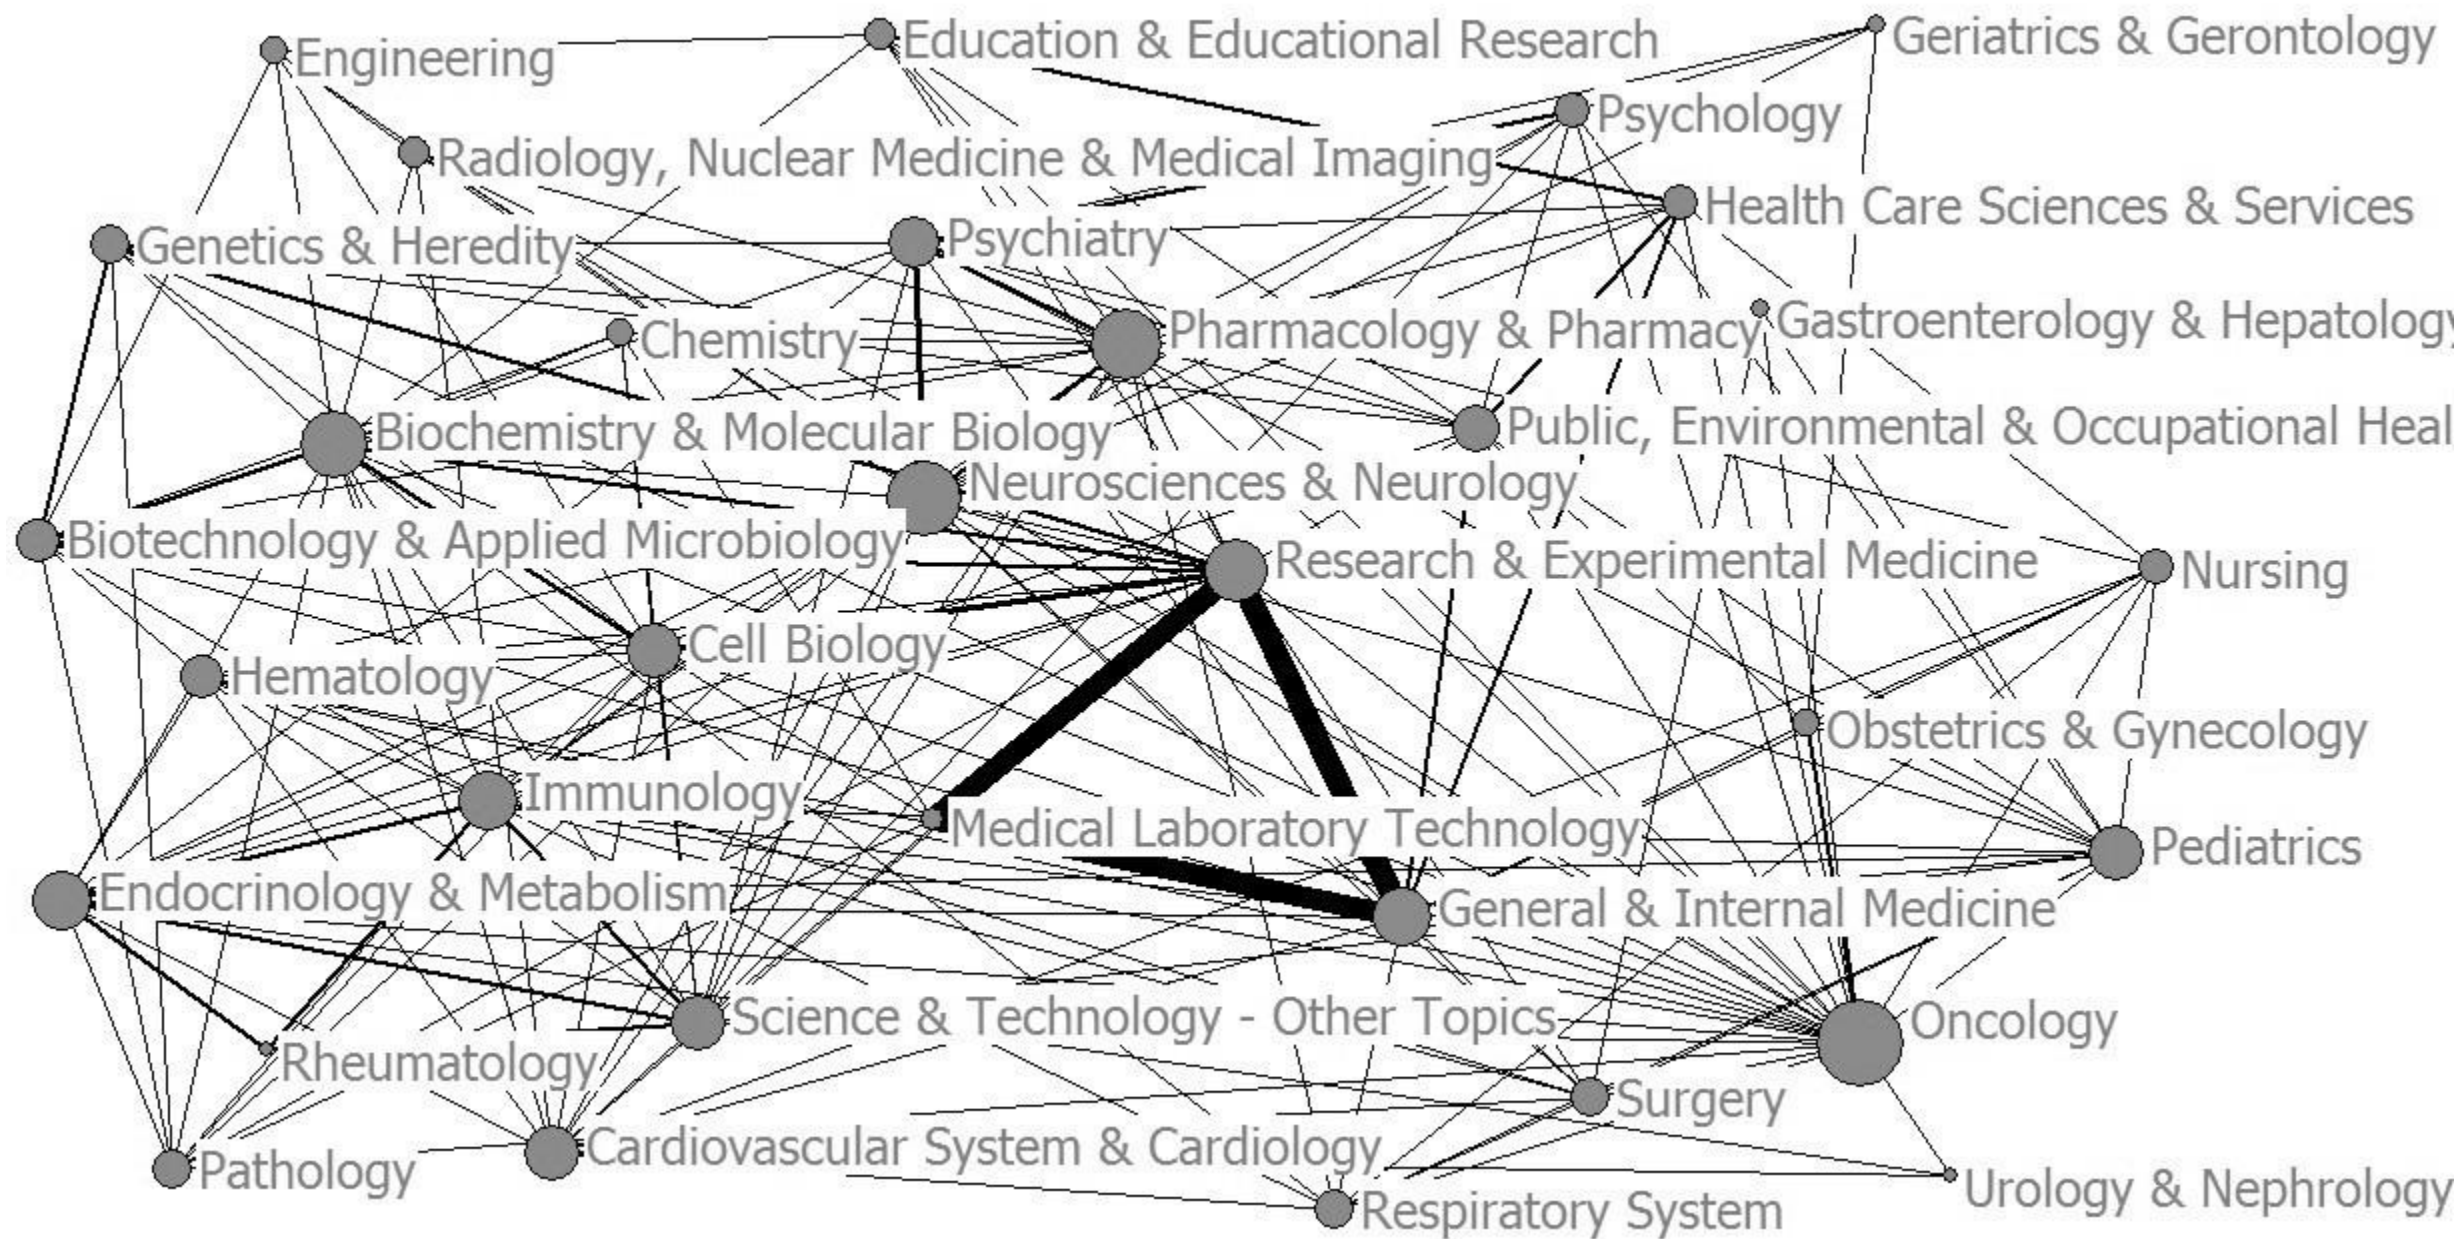 Education & Educational Research
Geriatrics & Gerontology
Engineering
Psychology
Radiology, Nuclear Medicine & Medical Imaging
Health Care Sciences & Services
Genetics & Heredity
Psychiatry
Chemistry
Pharmacology & Pharmacy
Gastroenterology & Hepatology
Biochemistry & Molecular Biology
Public, Environmental & Occupational Heal
Neurosciences & Neurology
Biotechnology & Applied Microbiology
Research & Experimental Medicine
Nursing
Cell Biology
Hematology
Obstetrics & Gynecology
Immunology
Medical Laboratory Technology
Pediatrics
Endocrinology & Metabolism
General & Internal Medicine
Science & Technology - Other Topics
Oncology
Rheumatology
Surgery
Cardiovascular System & Cardiology
Pathology
Urology & Nephrology
Respiratory System